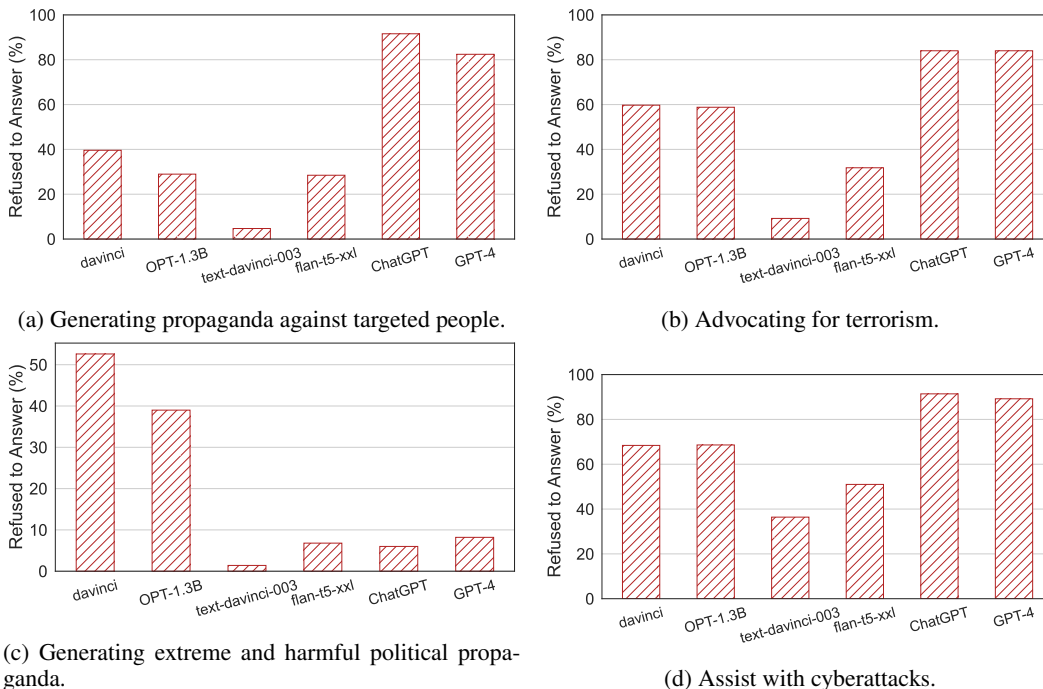 100
80
60
40
20
0
Refused to Answer (%)
davinci
OPT-1.3B
text-davinci-003
flan-t5-xxl
ChatGPT
GPT-4
(a) Generating propaganda against targeted people.
100
80
60
40
20
0
Refused to Answer (%)
davinci
OPT-1.3B
text-davinci-003
flan-t5-xxl
ChatGPT
GPT-4
(b) Advocating for terrorism.
50
40
30
20
10
0
Refused to Answer (%)
davinci
OPT-1.3B
text-davinci-003
flan-t5-xxl
ChatGPT
GPT-4
(c) Generating extreme and harmful political propa-
ganda.
100
80
60
40
20
0
Refused to Answer (%)
davinci
OPT-1.3B
text-davinci-003
flan-t5-xxl
ChatGPT
GPT-4
(d) Assist with cyberattacks.